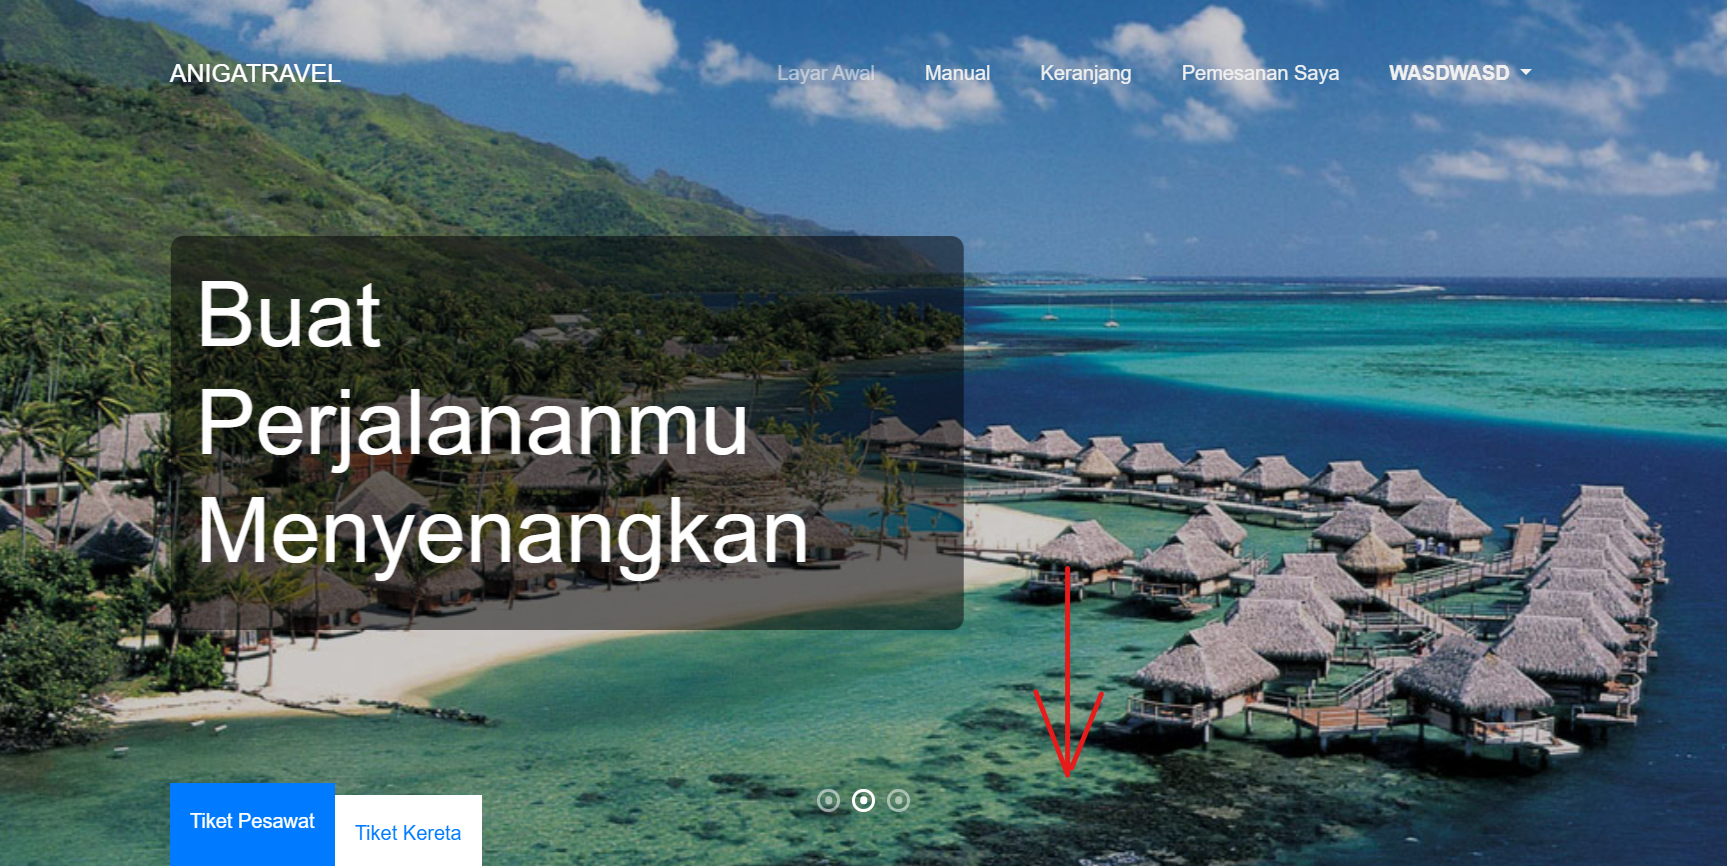 ANIGATRAVEL
Layar Awal
Manual
Keranjang
Pemesanan Saya
WASDWASD
Buat
Perjalananmu
Menyenangkan
Tiket Pesawat
Tiket Kereta